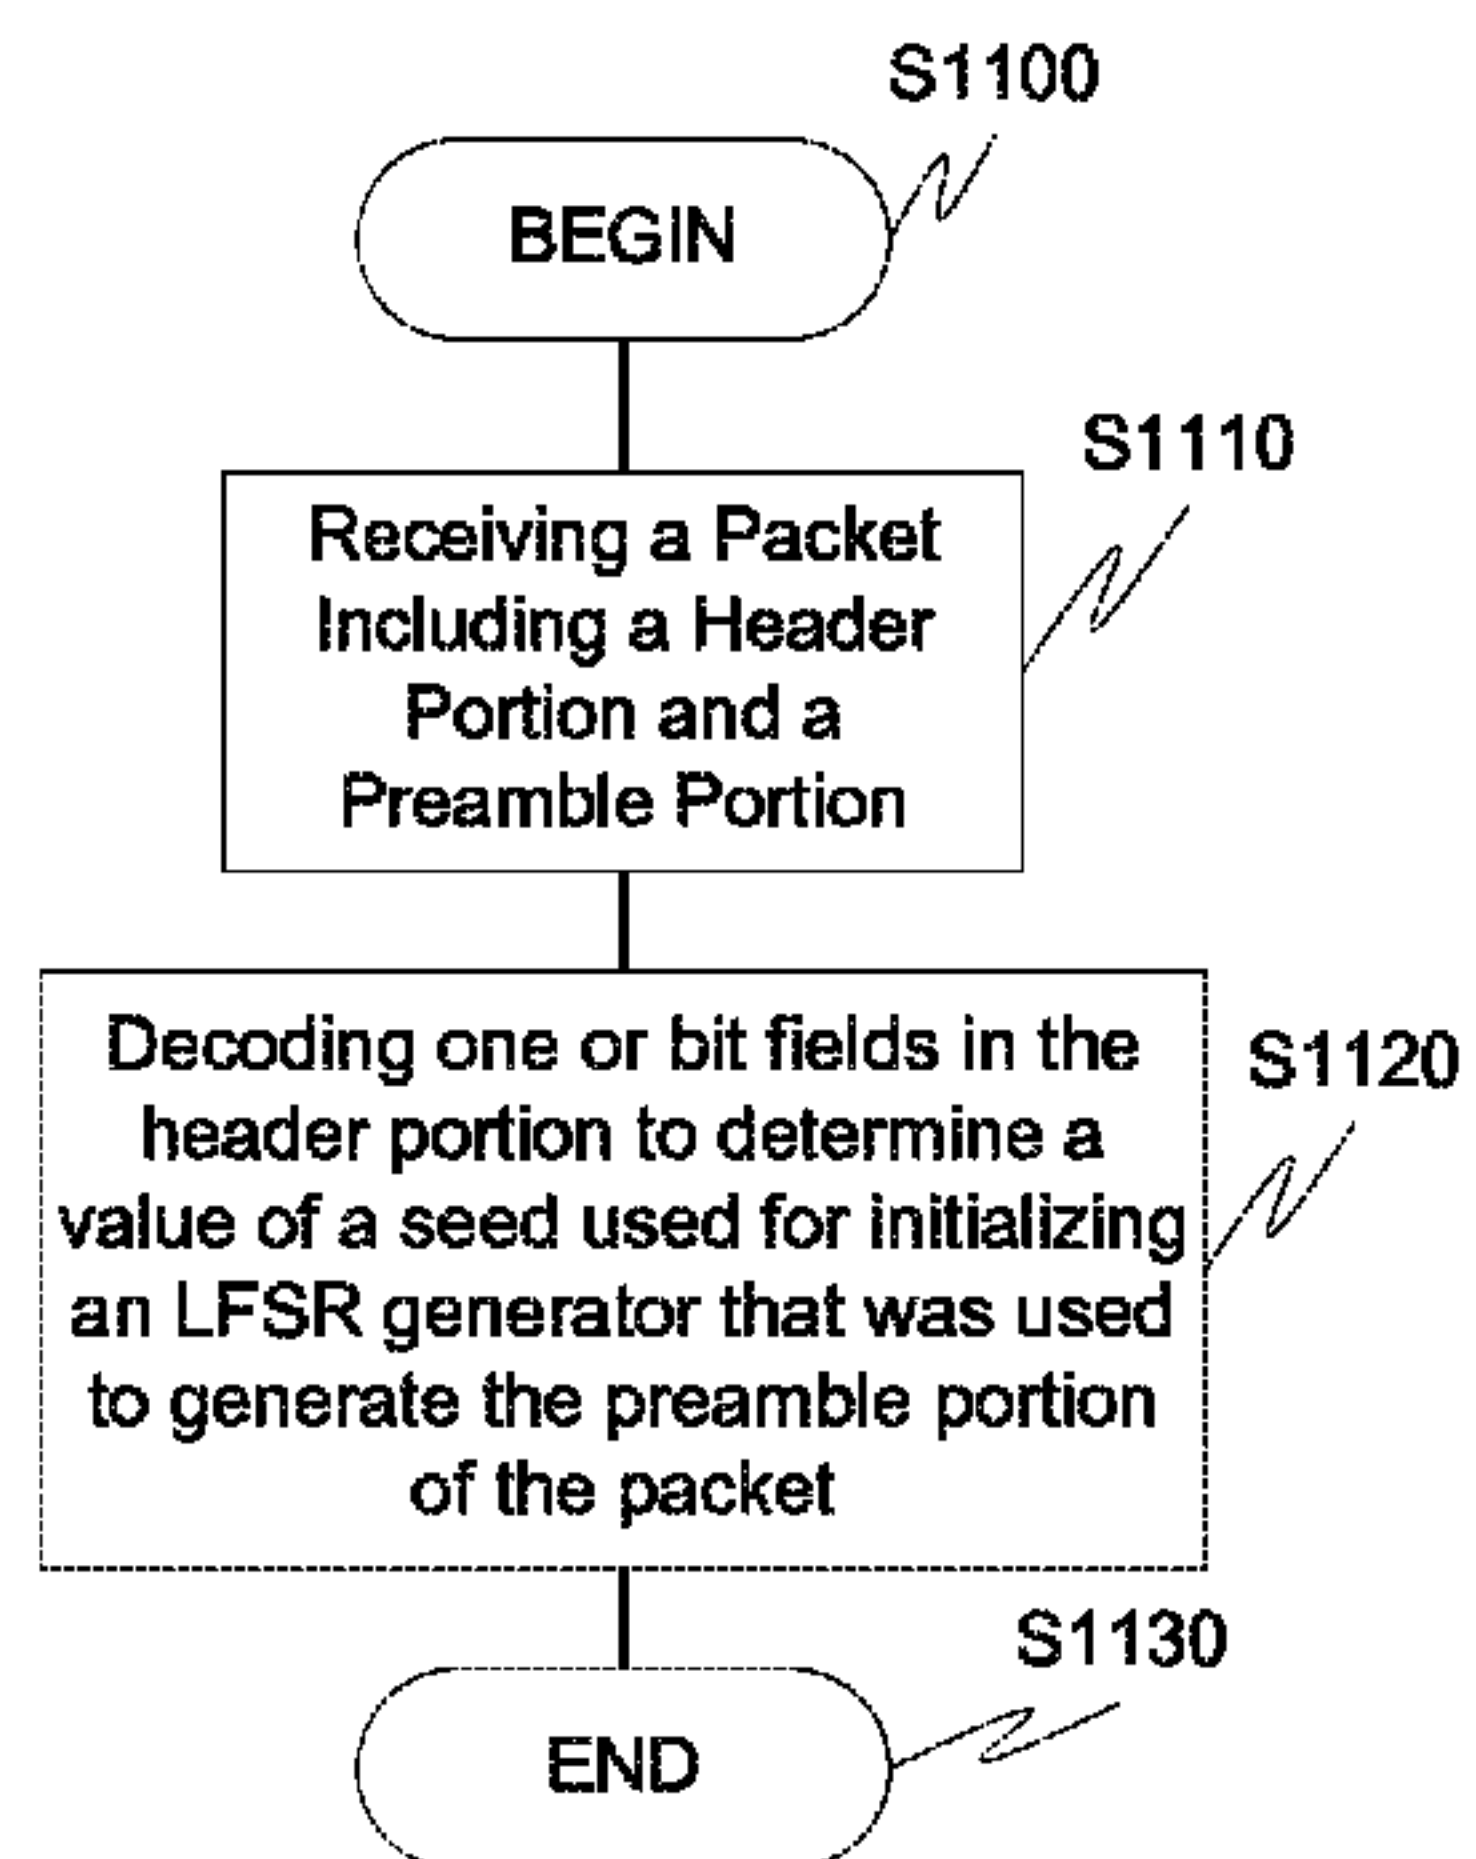 S1100
BEGIN
S1110
Receiving a Packet
Including a Header
Portion and a
Preamble Portion
S1120
Decoding one or bit fields in the
header portion to determine a
value of a seed used for initializing
an LFSR generator that was used
to generate the preamble portion
of the packet
S1130
END